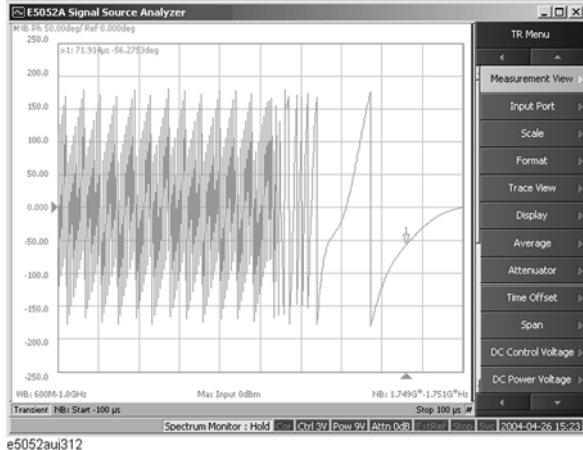 E5052A Signal Source Analyzer
NB Ph 50.00deg/ Ref 0.000deg
>1: 71.914µs -56.2753deg
250.0
200.0
150.0
100.0
50.00
0.000
-50.00
-100.0
-150.0
-200.0
-250.0
WB: 600M-1.8GHz
Max Input 0dBm
NB: 1.749G*-1.751G*Hz
Transient
NB: Start -100 µs
Stop 100 µs
Spectrum Monitor : Hold Cor Ctrl 3V Pow 9V Attn 0dB ExtRef Stop Svc 2004-04-26 15:23
TR Menu
Measurement View
Input Port
Scale
Format
Trace View
Display
Average
Attenuator
Time Offset
Span
DC Control Voltage
DC Power Voltage
e5052auj312